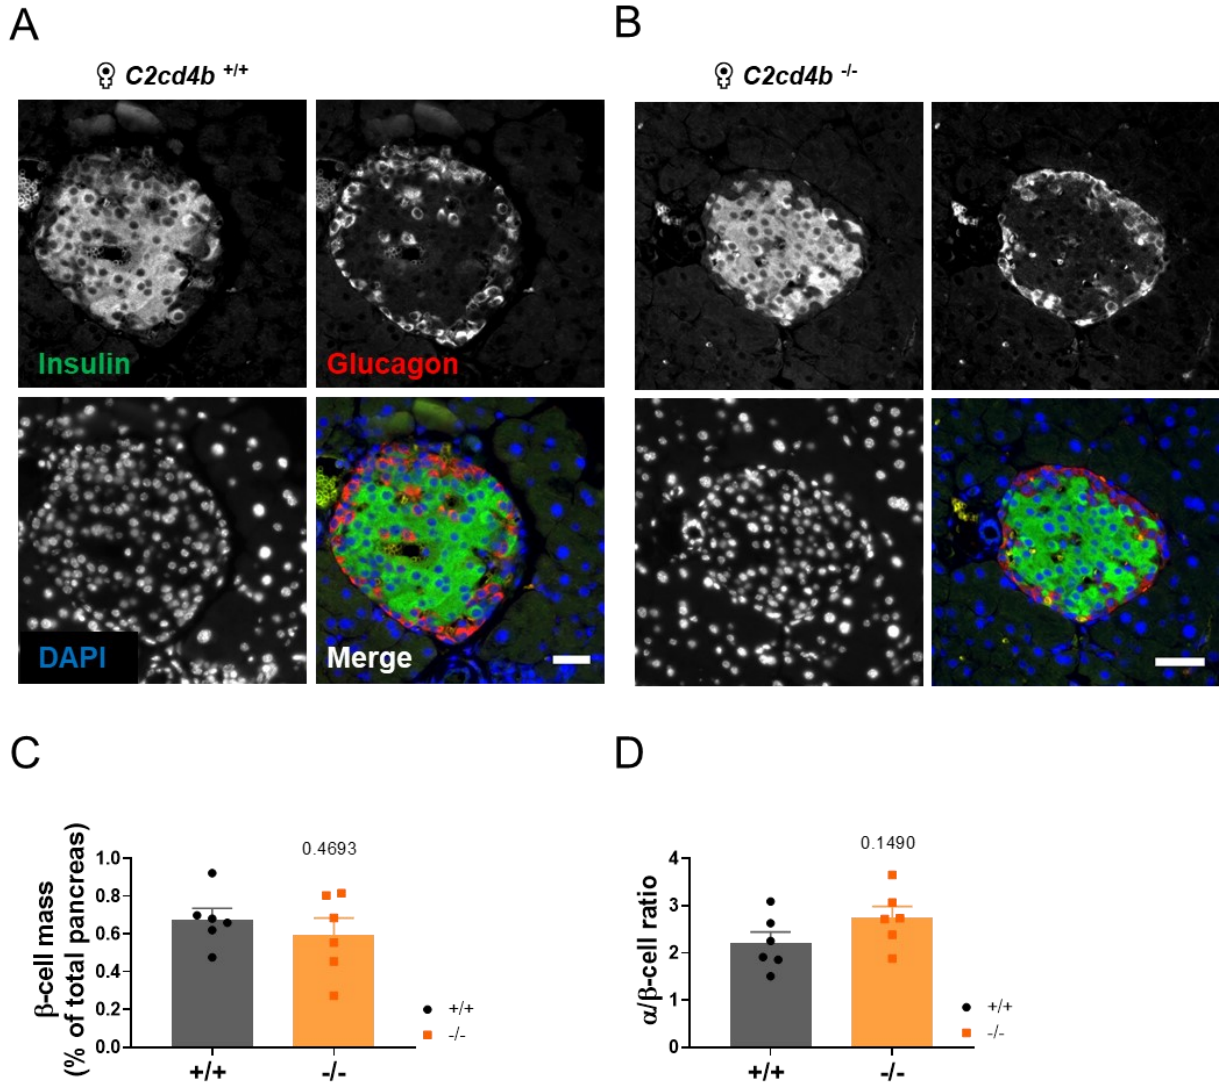 A
B
♀ C2cd4b +/+
♀ C2cd4b -/-
Insulin
Glucagon
DAPI
Merge
C
D
β-cell mass
(% of total pancreas)
1.0
0.8
0.6
0.4
0.2
0.0
0.4693
+/+
-/-
+/+
-/-
α/β-cell ratio
4
3
2
1
0
0.1490
+/+
-/-
+/+
-/-